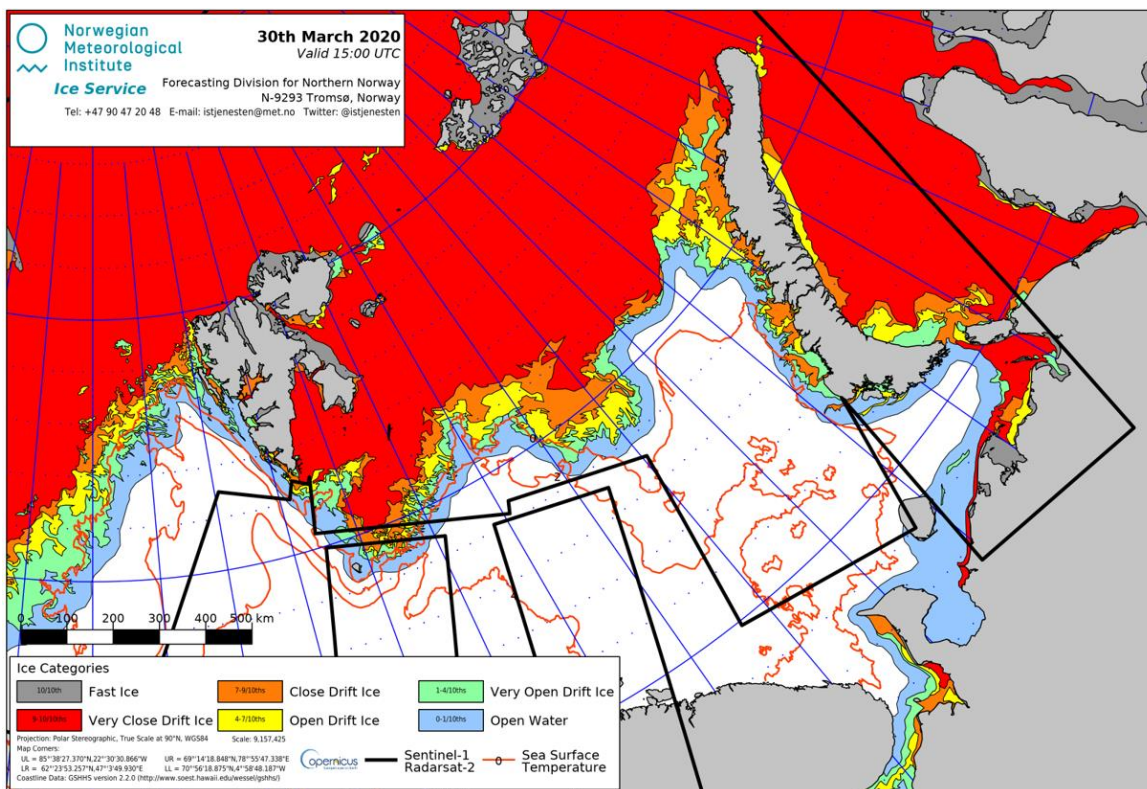 Norwegian
Meteorological
Institute
Ice Service
30th March 2020
Valid 15:00 UTC
Forecasting Division for Northern Norway
N-9293 Tromsø, Norway
Tel: +47 90 47 20 48 E-mail: istjenesten@met.no Twitter: @istjenesten
0
2
0 100 200 300 400 500 km
Ice Categories
10/10th Fast Ice
7-9/10ths Close Drift Ice
1-4/10ths Very Open Drift Ice
9-10/10ths Very Close Drift Ice
4-7/10ths Open Drift Ice
0-1/10ths Open Water
Projection: Polar Stereographic, True Scale at 90°N, WGS84 Scale: 9,157,425
Map Corners:
UL = 85°38'27.370"N,22°30'30.866"W UR = 69°14'18.848"N,78°55'47.338"E
LR = 62°23'53.257"N,47°3'49.930"E LL = 70°56'18.875"N,4°58'48.187"W
Coastline Data: GSHHS version 2.2.0 (http://www.soest.hawaii.edu/wessel/gshhs/)
Copernicus
Sentinel-1
Radarsat-2
0 Sea Surface
Temperature